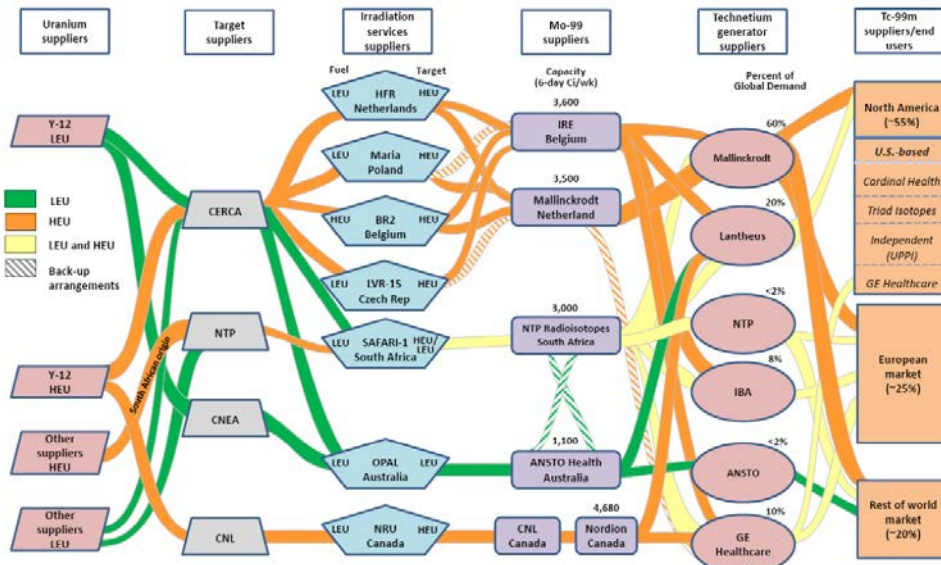 Uranium
suppliers
Target
suppliers
Irradiation
services
suppliers
Mo-99
suppliers
Technetium
generator
suppliers
Tc-99m
suppliers/end
users
Fuel
Target
Capacity
(6-day Ci/wk)
Percent of
Global Demand
Y-12
LEU
Y-12
HEU
Other
suppliers
HEU
Other
suppliers
LEU
LEU
HEU
LEU and HEU
Back-up
arrangements
South African origin
CERCA
NTP
CNEA
CNL
LEU
HFR
Netherlands
HEU
LEU
Maria
Poland
HEU
HEU
BR2
Belgium
HEU
LEU
LVR-15
Czech Rep
HEU
LEU
SAFARI-1
South Africa
HEU/
LEU
LEU
OPAL
Australia
LEU
LEU
NRU
Canada
HEU
3,600
IRE
Belgium
3,500
Mallinckrodt
Netherland
3,000
NTP Radioisotopes
South Africa
1,100
ANSTO Health
Australia
CNL
Canada
4,680
Nordion
Canada
60%
Mallinckrodt
20%
Lantheus
<2%
NTP
8%
IBA
<2%
ANSTO
10%
GE
Healthcare
North America
(~55%)
U.S.-based
Cardinal Health
Triad Isotopes
Independent
(UPPI)
GE Healthcare
European
market
(~25%)
Rest of world
market
(~20%)